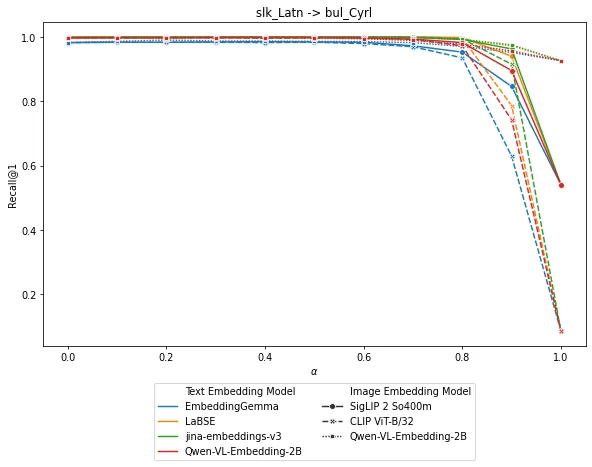 slk_Latn -> bul_Cyrl
Recall@1
1.0
0.8
0.6
0.4
0.2
0.0 0.2 0.4 0.6 0.8 1.0
α
Text Embedding Model
EmbeddingGemma
LaBSE
jina-embeddings-v3
Qwen-VL-Embedding-2B
Image Embedding Model
SigLIP 2 So400m
CLIP ViT-B/32
Qwen-VL-Embedding-2B